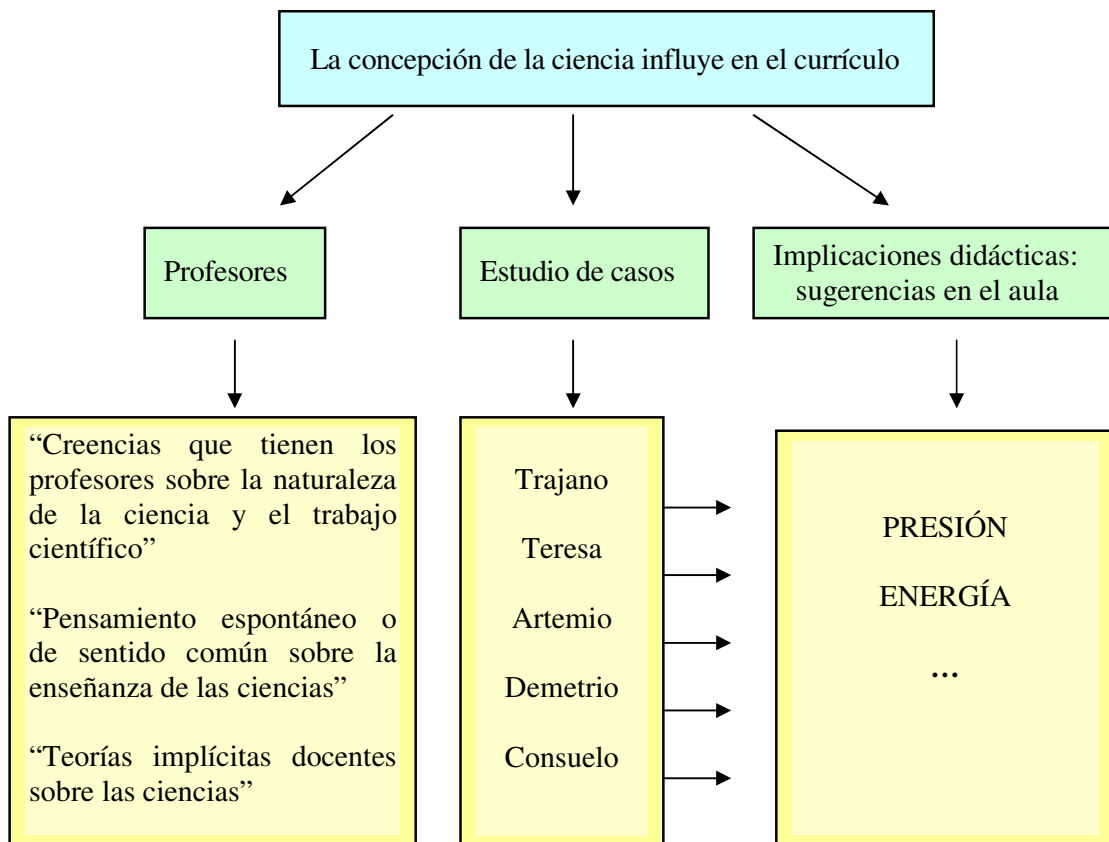 La concepción de la ciencia influye en el currículo
Profesores
Estudio de casos
Implicaciones didácticas:
sugerencias en el aula
“Creencias que tienen los
profesores sobre la naturaleza
de la ciencia y el trabajo
científico”
“Pensamiento espontáneo o
de sentido común sobre la
enseñanza de las ciencias”
“Teorías implícitas docentes
sobre las ciencias”
Trajano
Teresa
Artemio
Demetrio
Consuelo
PRESIÓN
ENERGÍA
...